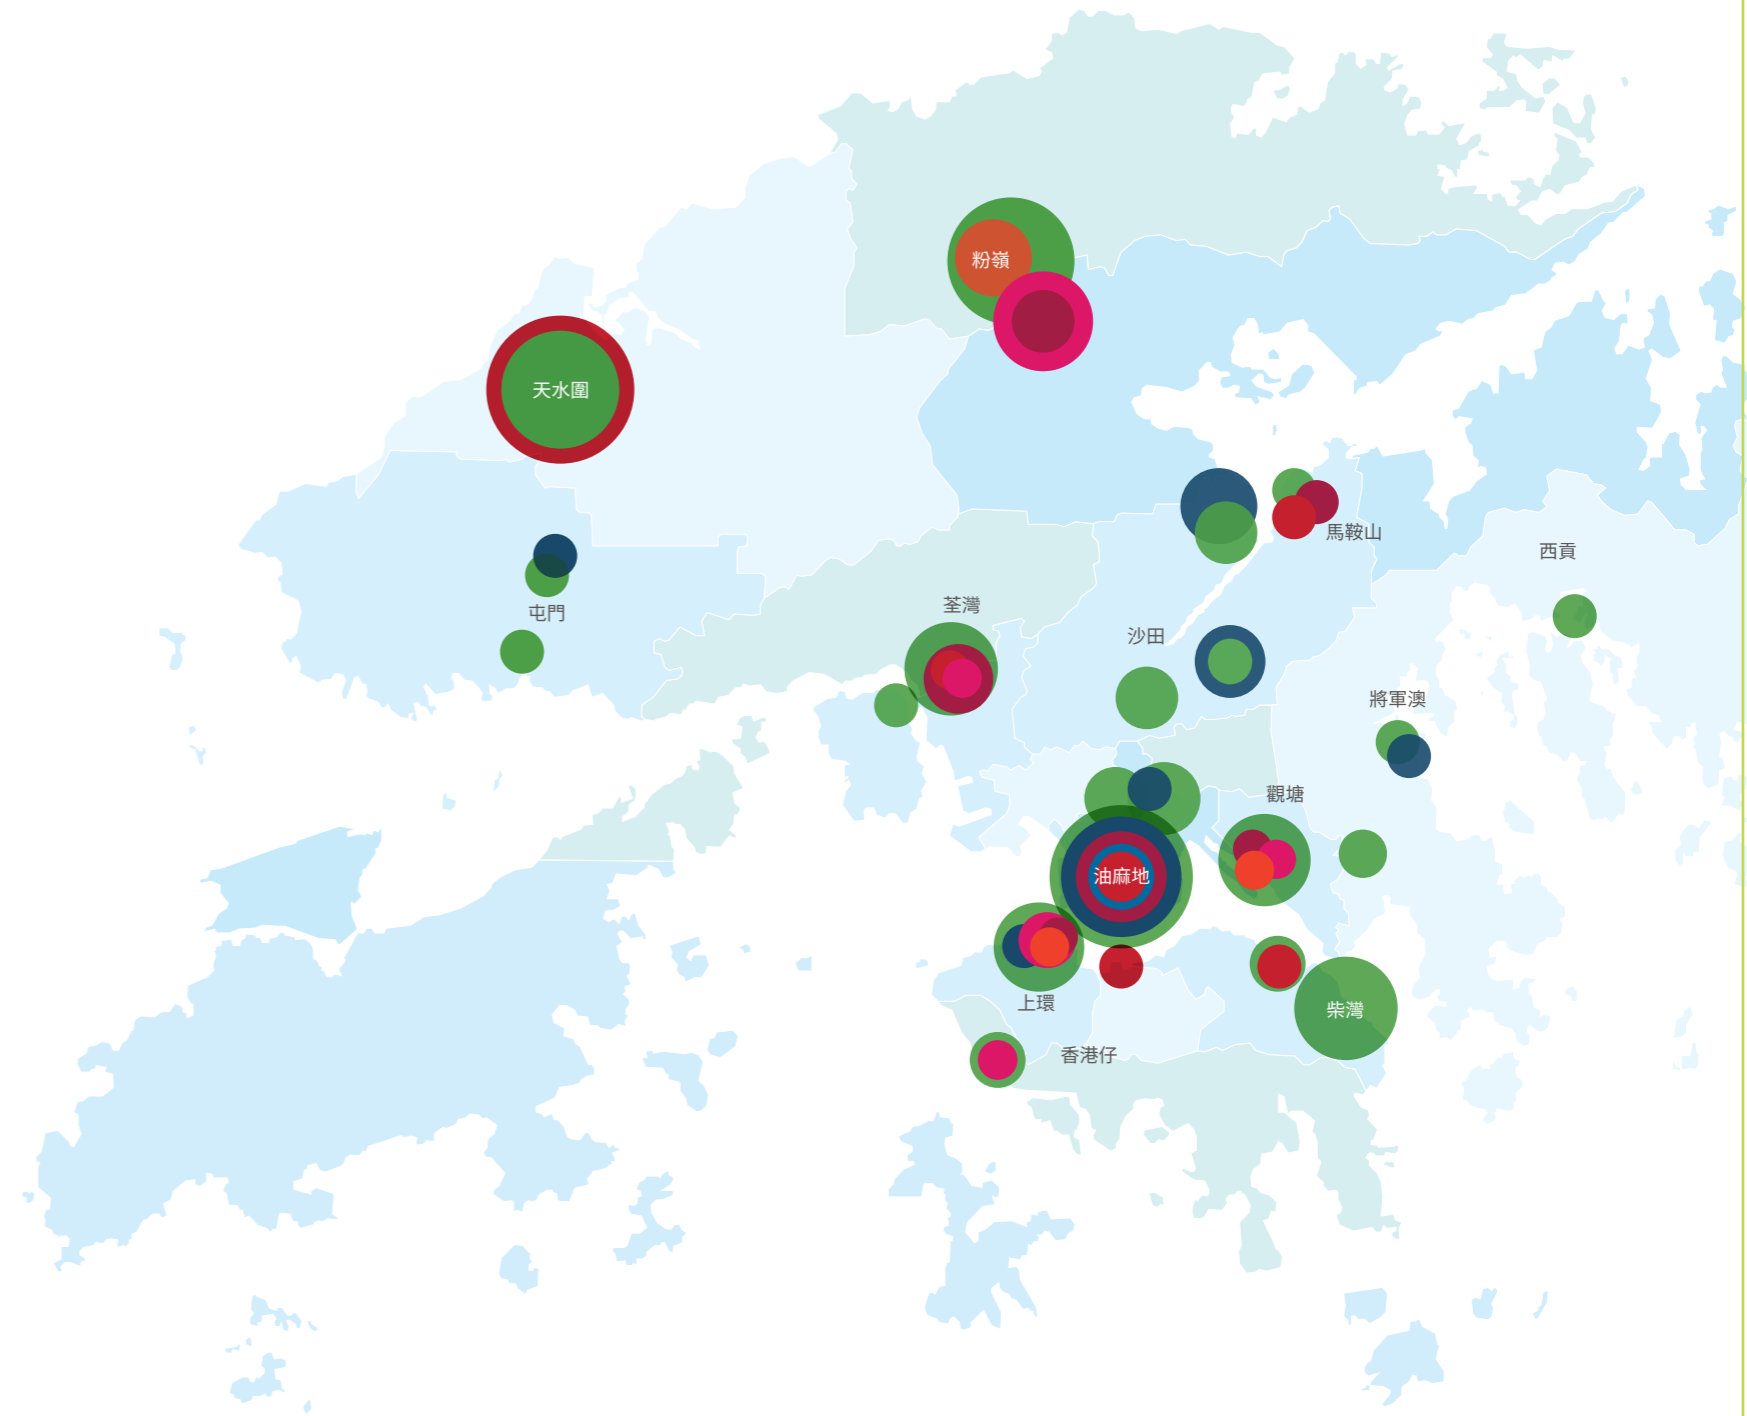 粉嶺
天水圍
馬鞍山
西貢
荃灣
屯門
沙田
將軍澳
觀塘
油麻地
上環
柴灣
香港仔